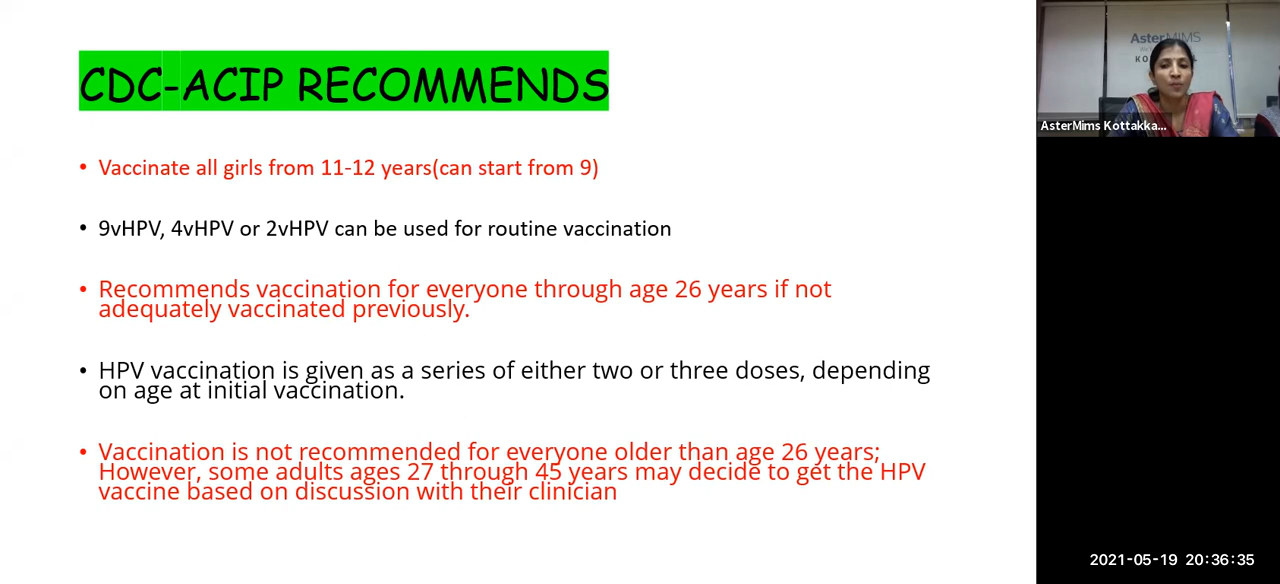 CDC-ACIP RECOMMENDS
• Vaccinate all girls from 11-12 years(can start from 9)
• 9vHPV, 4vHPV or 2vHPV can be used for routine vaccination
• Recommends vaccination for everyone through age 26 years if not
adequately vaccinated previously.
• HPV vaccination is given as a series of either two or three doses, depending
on age at initial vaccination.
• Vaccination is not recommended for everyone older than age 26 years;
However, some adults ages 27 through 45 years may decide to get the HPV
vaccine based on discussion with their clinician
AsterMIMS
AsterMims Kottakka...
2021-05-19 20:36:35